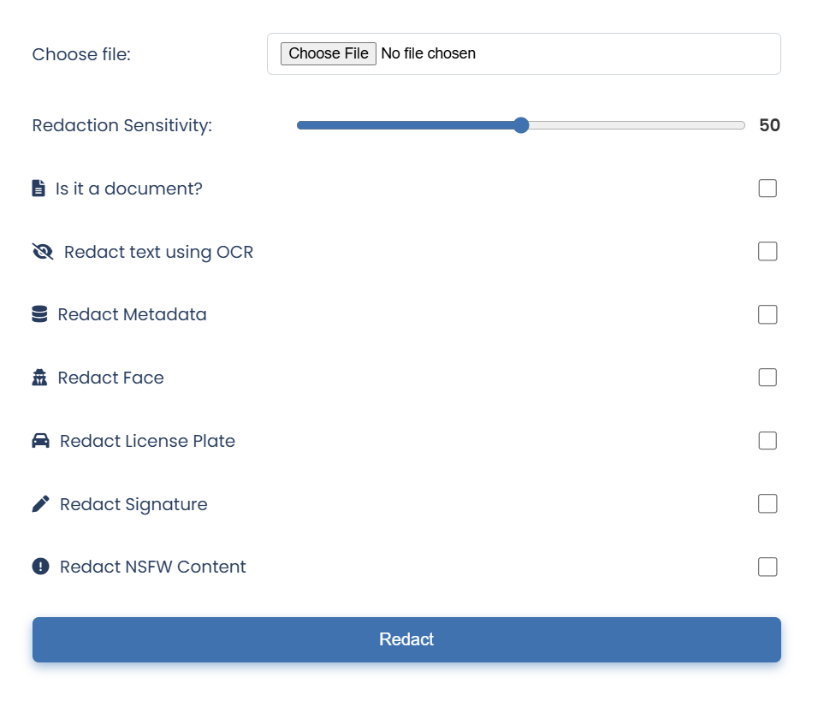 Choose file: Choose File No file chosen
Redaction Sensitivity: 50
Is it a document?
Redact text using OCR
Redact Metadata
Redact Face
Redact License Plate
Redact Signature
Redact NSFW Content
Redact